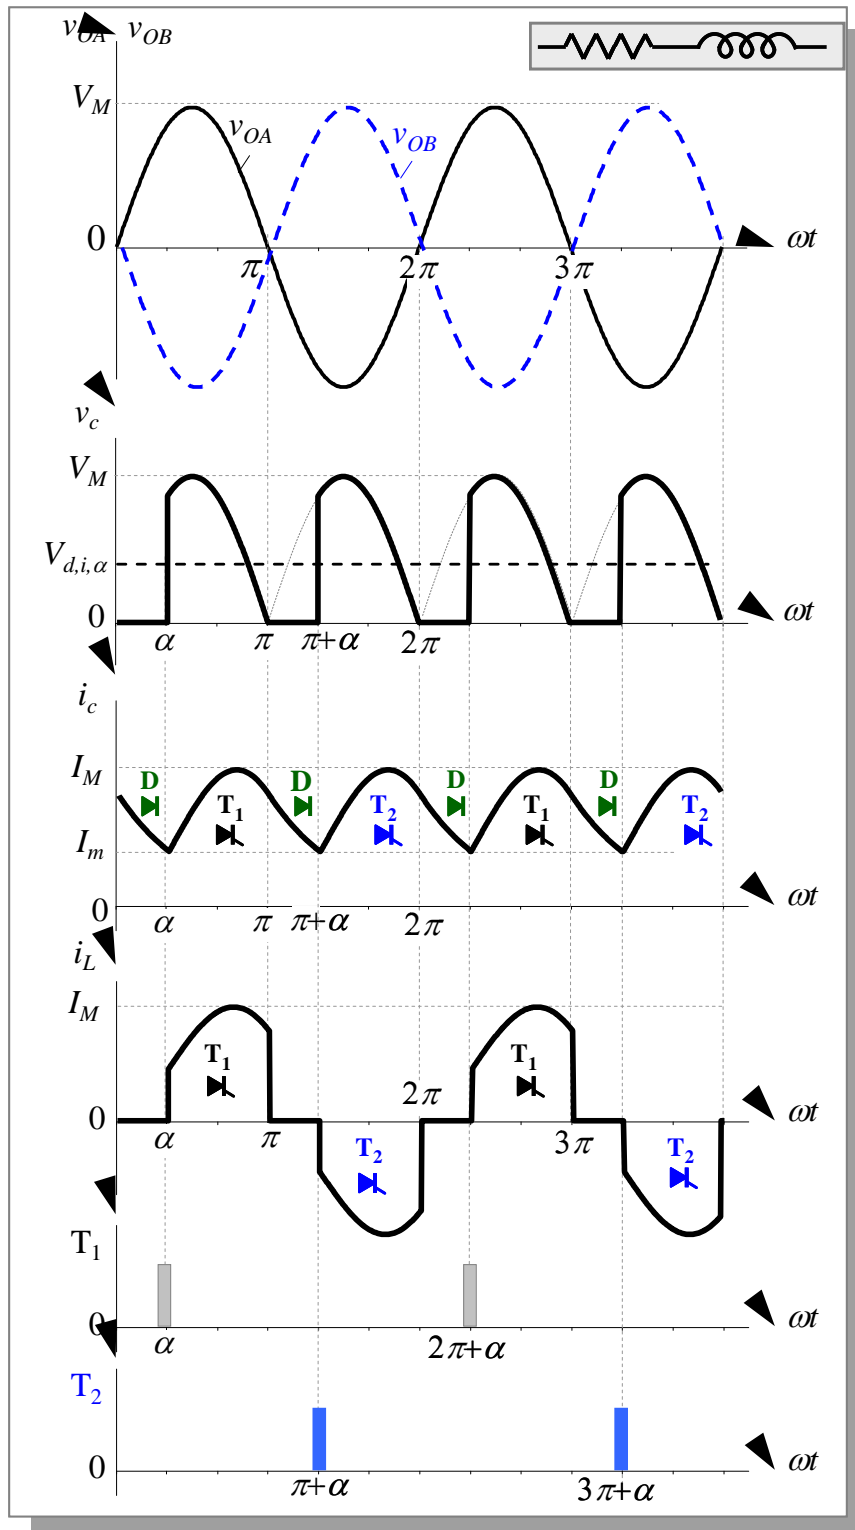 v_OA v_OB
V_M
v_OA
v_OB
0
π 2π 3π
ωt
v_c
V_M
V_d,i,α
0
α π π+α 2π
ωt
i_c
I_M
D D D D
T_1 T_2 T_1 T_2
I_m
0
α π π+α 2π
ωt
i_L
I_M
T_1 T_1
2π
0
α π 3π
ωt
T_2 T_2
T_1
0
α 2π+α
ωt
T_2
0
π+α 3π+α
ωt